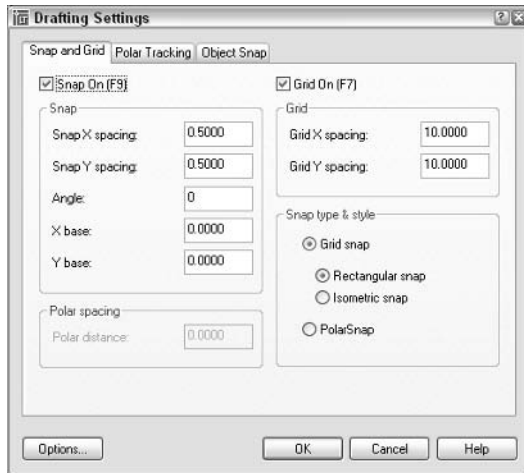 Drafting Settings
Snap and Grid Polar Tracking Object Snap
Snap On (F9)
Snap
Snap X spacing: 0.5000
Snap Y spacing: 0.5000
Angle: 0
X base: 0.0000
Y base: 0.0000
Polar spacing
Polar distance: 0.0000
Grid On (F7)
Grid
Grid X spacing: 10.0000
Grid Y spacing: 10.0000
Snap type & style
Grid snap
Rectangular snap
Isometric snap
PolarSnap
Options... OK Cancel Help